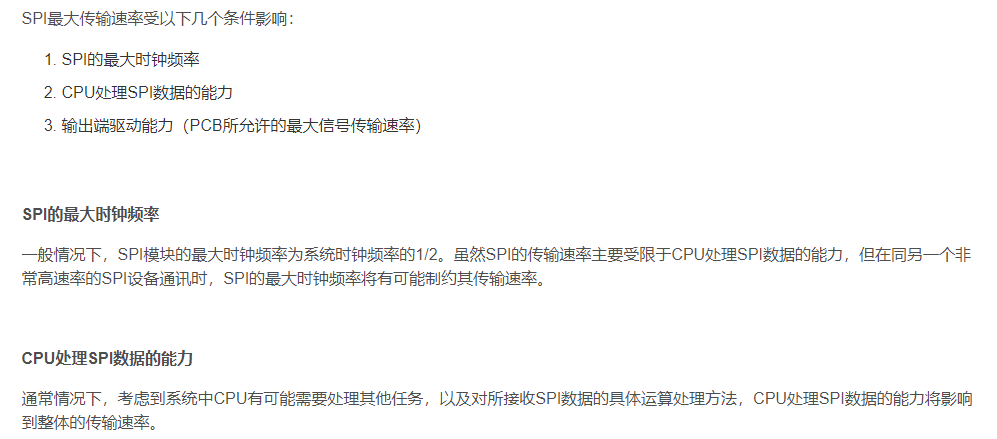 SPI最大传输速率受以下几个条件影响：
1. SPI的最大时钟频率
2. CPU处理SPI数据的能力
3. 输出端驱动能力（PCB所允许的最大信号传输速率）
SPI的最大时钟频率
一般情况下，SPI模块的最大时钟频率为系统时钟频率的1/2。虽然SPI的传输速率主要受限于CPU处理SPI数据的能力，但在同另一个非
常高速率的SPI设备通讯时，SPI的最大时钟频率将有可能制约其传输速率。
CPU处理SPI数据的能力
通常情况下，考虑到系统中CPU有可能需要处理其他任务，以及对所接收SPI数据的具体运算处理方法，CPU处理SPI数据的能力将影响
到整体的传输速率。